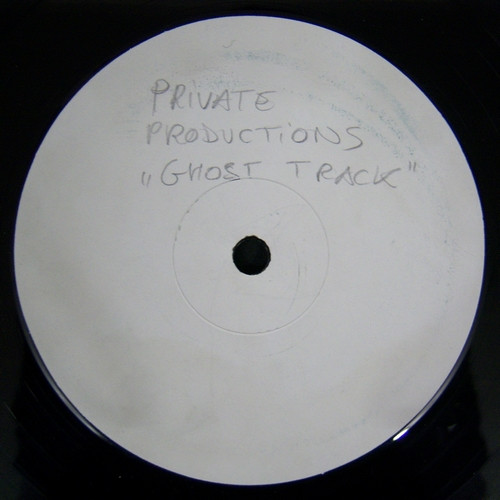 PRIVATE
PRODUCTIONS
„GHOST TRACK"